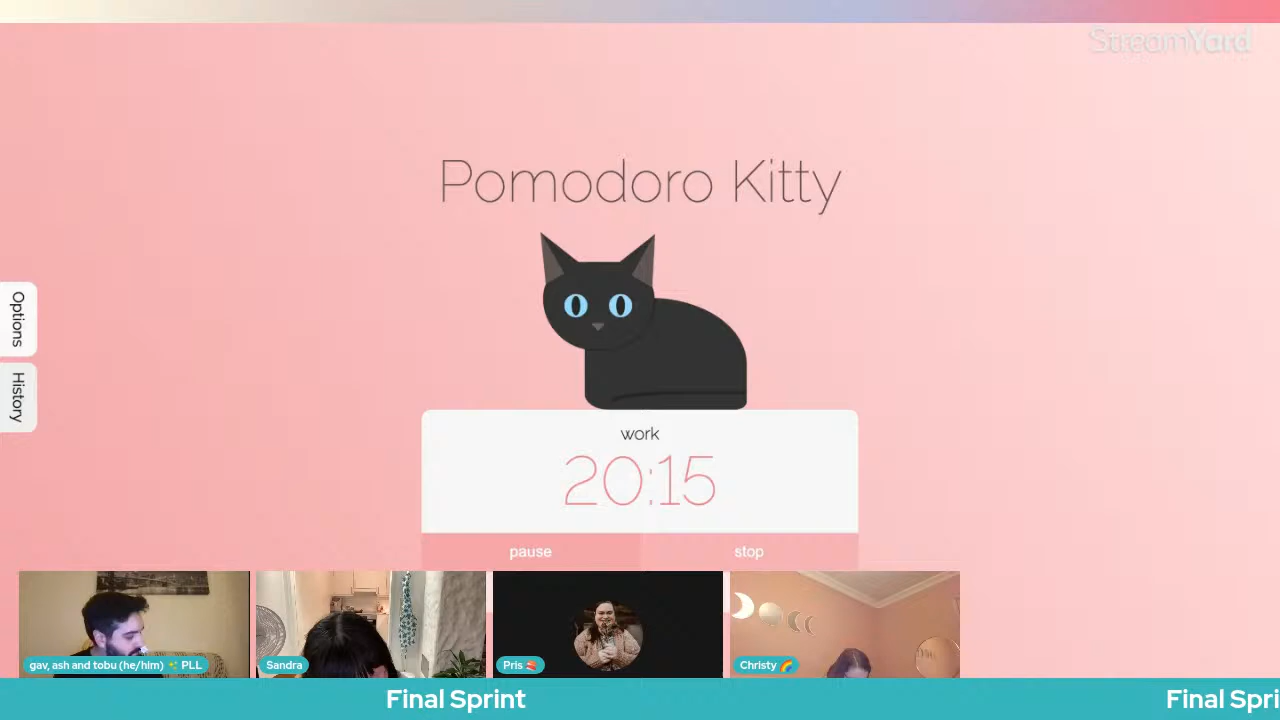 StreamYard
Pomodoro Kitty
Options
History
work
20:15
pause
stop
gav, ash and tobu (he/him) ✨ PLL
Sandra
Pris
Christy 🌈
Final Sprint
Final Spri